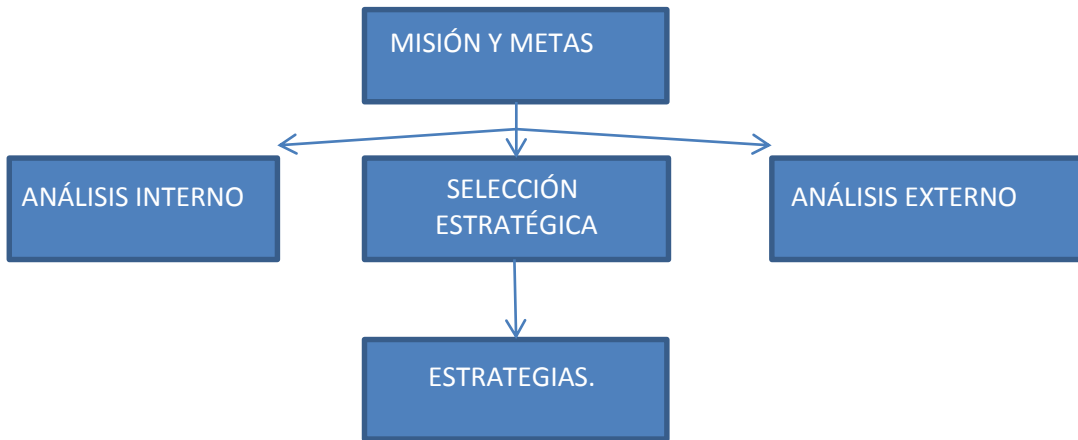 MISIÓN Y METAS
ANÁLISIS INTERNO
SELECCIÓN
ESTRATÉGICA
ANÁLISIS EXTERNO
ESTRATEGIAS.